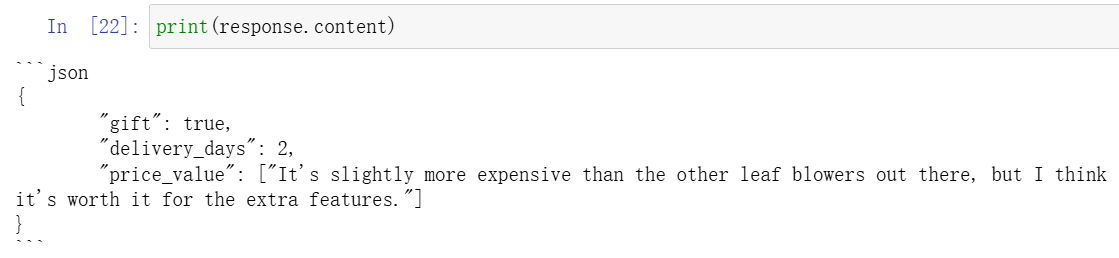 In [22]: print(response.content)
```json
{
"gift": true,
"delivery_days": 2,
"price_value": ["It's slightly more expensive than the other leaf blowers out there, but I think
it's worth it for the extra features."]
}
```